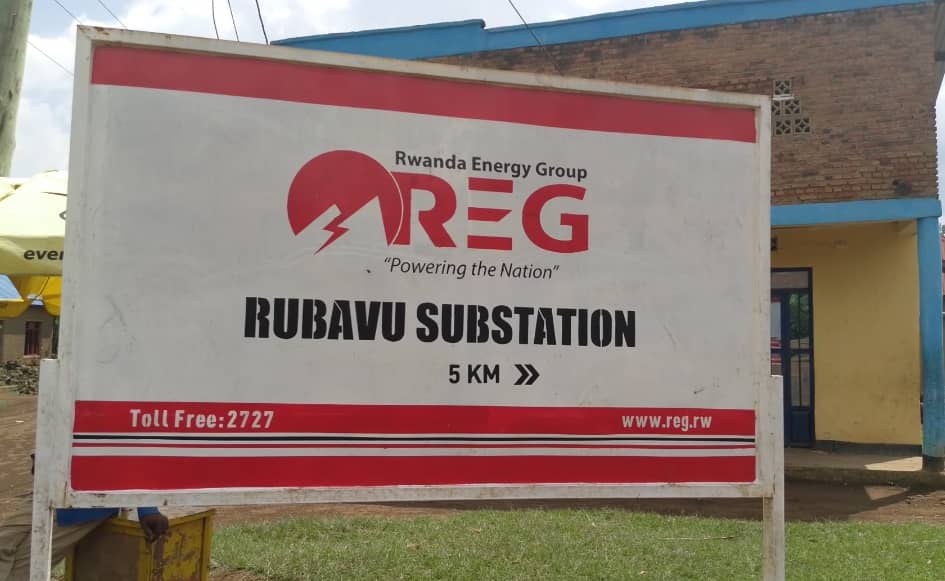 Rwanda Energy Group
REG
“Powering the Nation”
RUBAVU SUBSTATION
5 KM »
Toll Free:2727
www.reg.rw